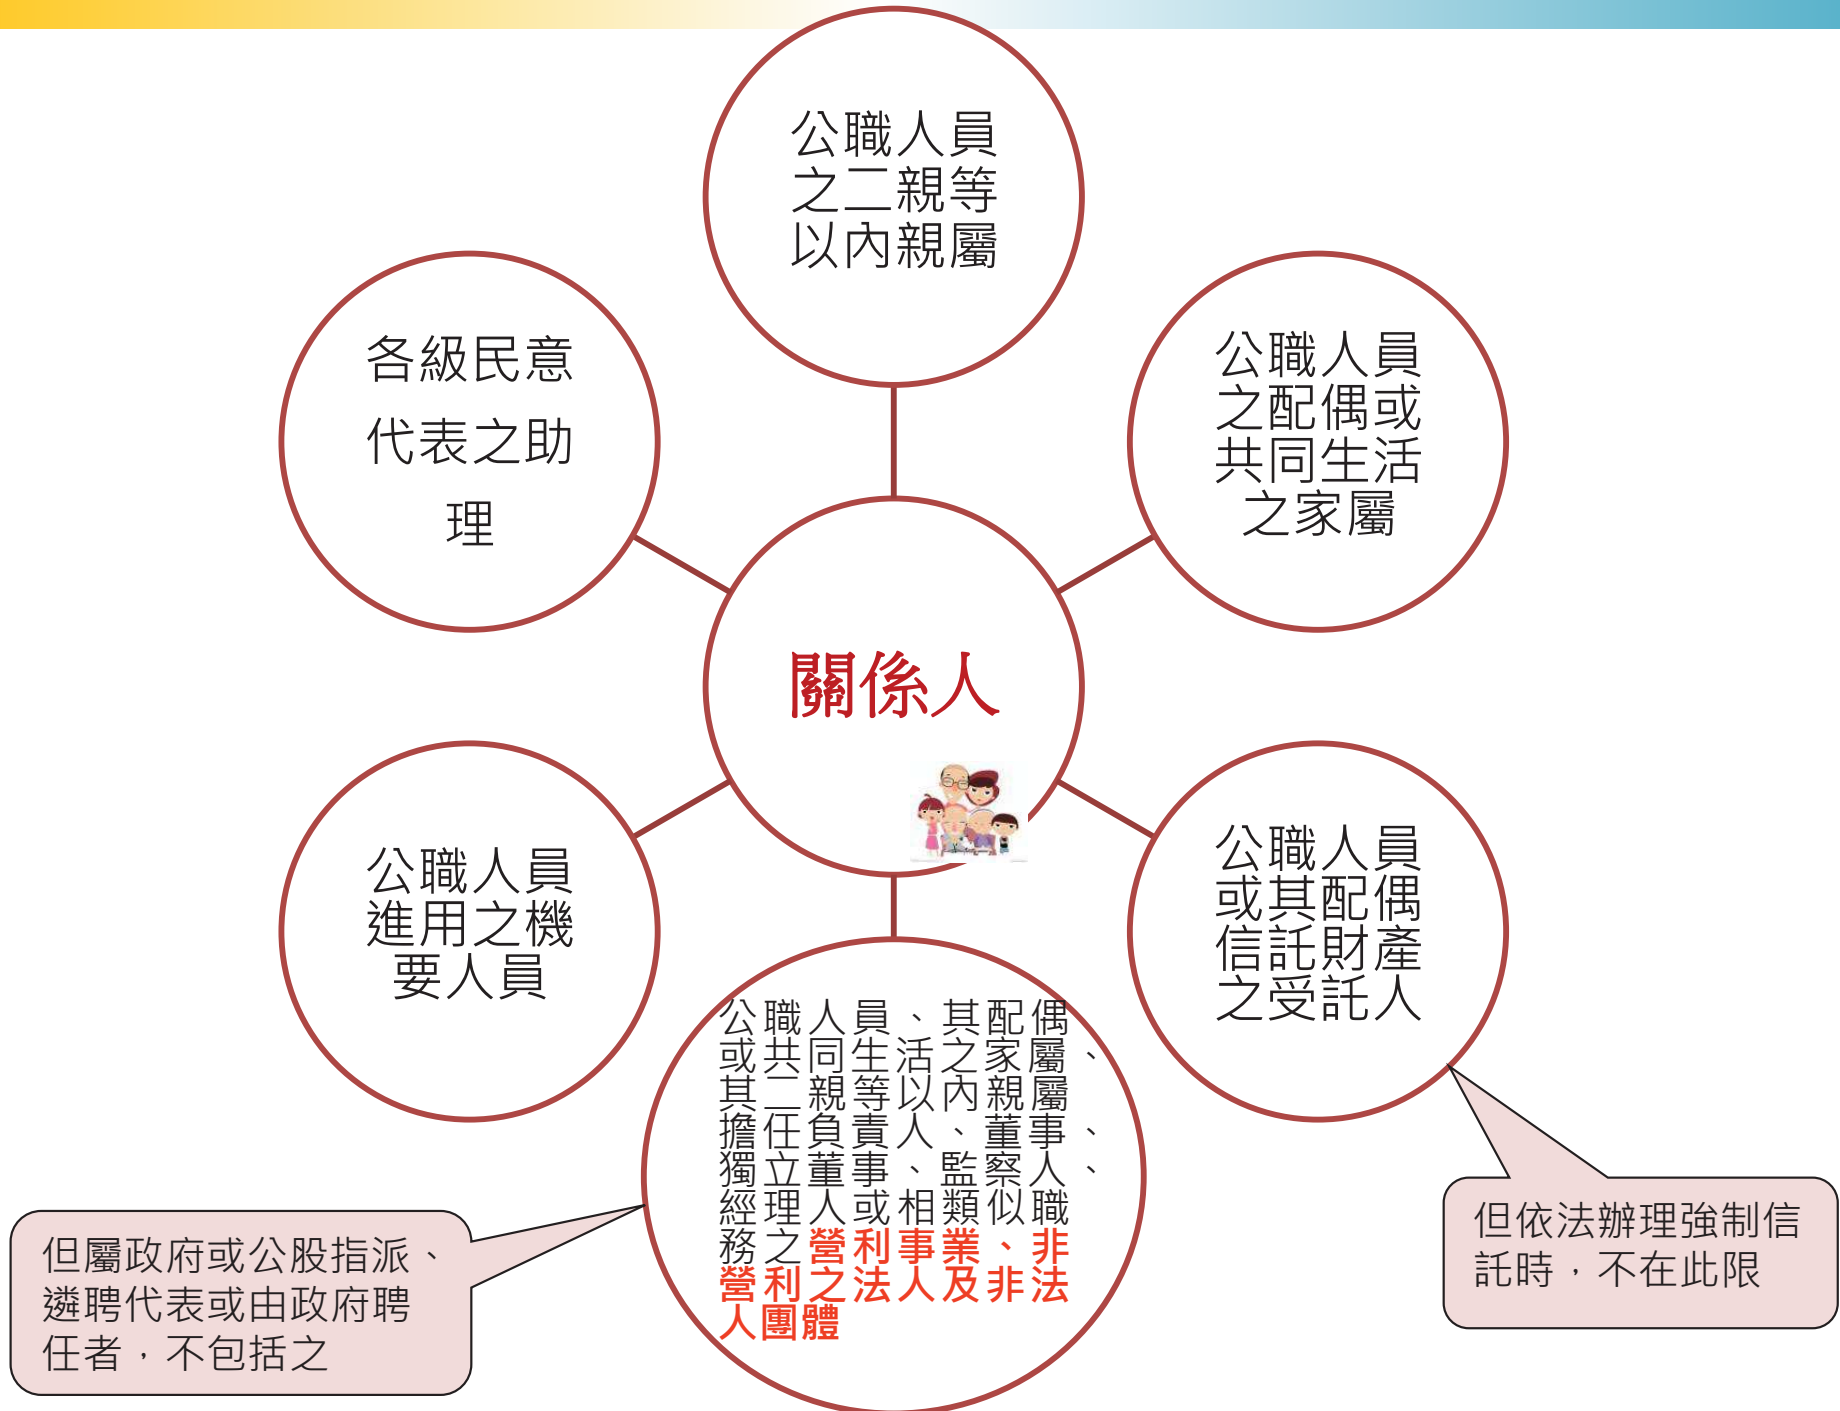 公職人員
之二親等
以內親屬
各級民意
代表之助
理
公職人員
之配偶或
共同生活
之家屬
關係人
公職人員
進用之機
要人員
公職人員
或其配偶
信託財產
之受託人
公職人員、其配偶
或共同生活之家屬、
其二親等以內親屬
擔任負責人、董事、
獨立董事、監察人、
經理人或相類似職
務之營利事業、非
營利之法人及非法
人團體
但屬政府或公股指派、
遴聘代表或由政府聘
任者，不包括之
但依法辦理強制信
託時，不在此限